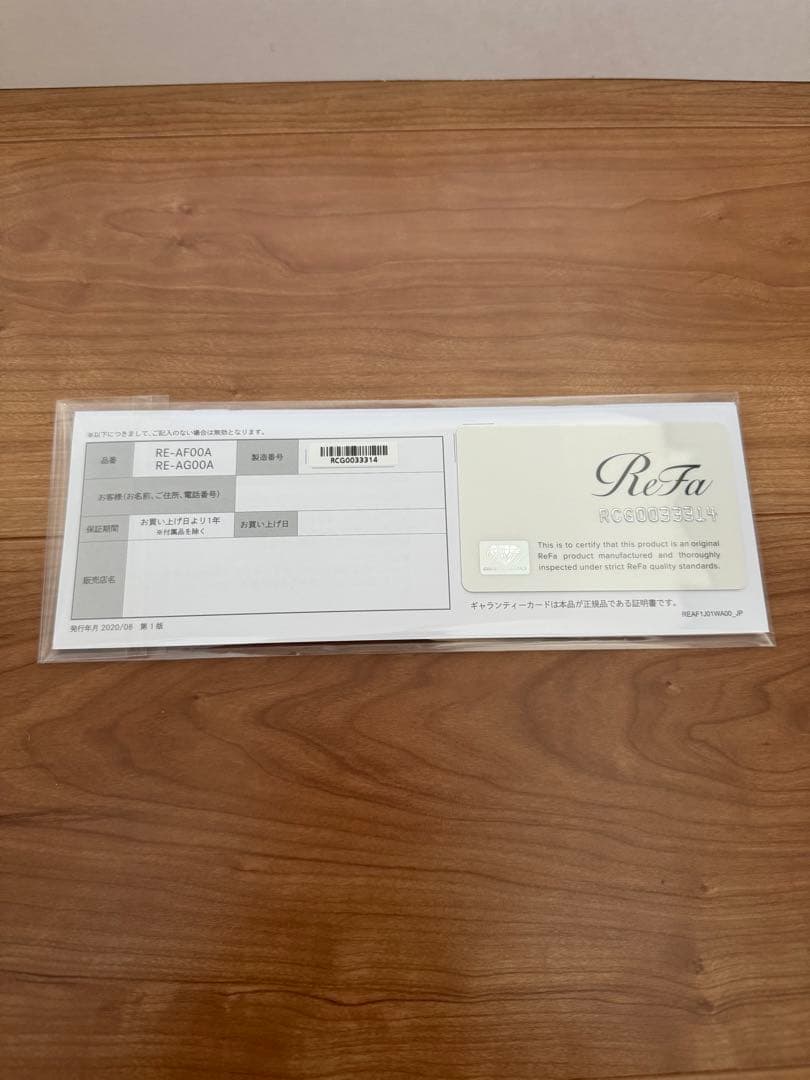 ※以下につきまして、ご記入のない場合は無効となります。
品番
RE-AF00A
RE-AG00A
製造番号
RCG0033314
お客様（お名前、ご住所、電話番号）
保証期間
お買い上げ日より1年
※付属品を除く
お買い上げ日
販売店名
発行年月 2020/08 第1版
ReFa
RCG0033314
This is to certify that this product is an original
ReFa product manufactured and thoroughly
inspected under strict ReFa quality standards.
ギャランティーカードは本品が正規品である証明書です。
REAF1J01WA00_JP